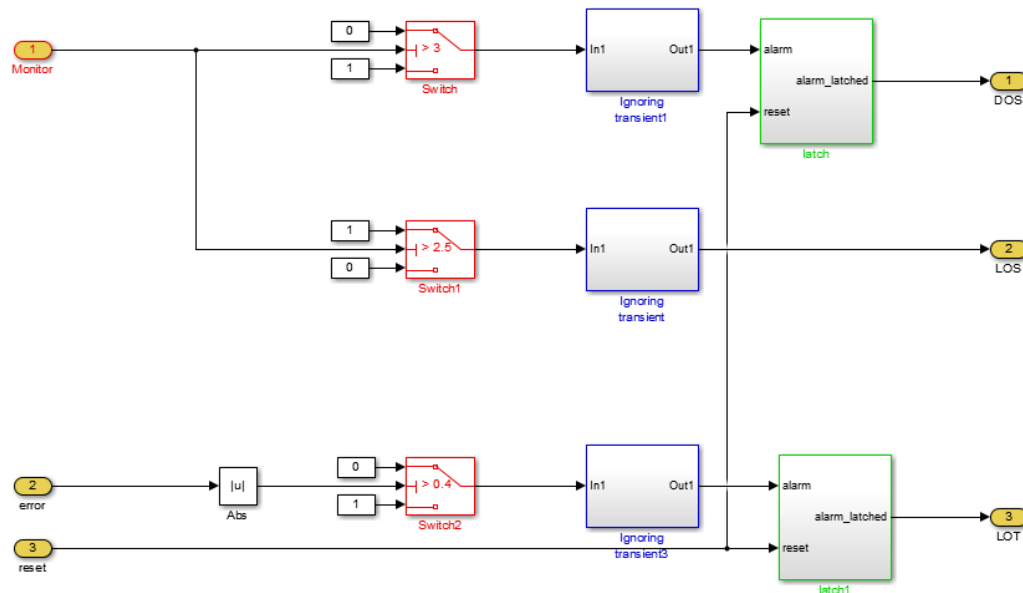 0
1
Monitor
> 3
1
Switch
In1
Out1
Ignoring
transient1
alarm
alarm_latched
reset
latch
1
DOS
1
> 2.5
0
Switch1
In1
Out1
Ignoring
transient
2
LOS
2
error
|u|
Abs
0
> 0.4
1
Switch2
In1
Out1
Ignoring
transient3
alarm
alarm_latched
reset
latch1
3
LOT
3
reset